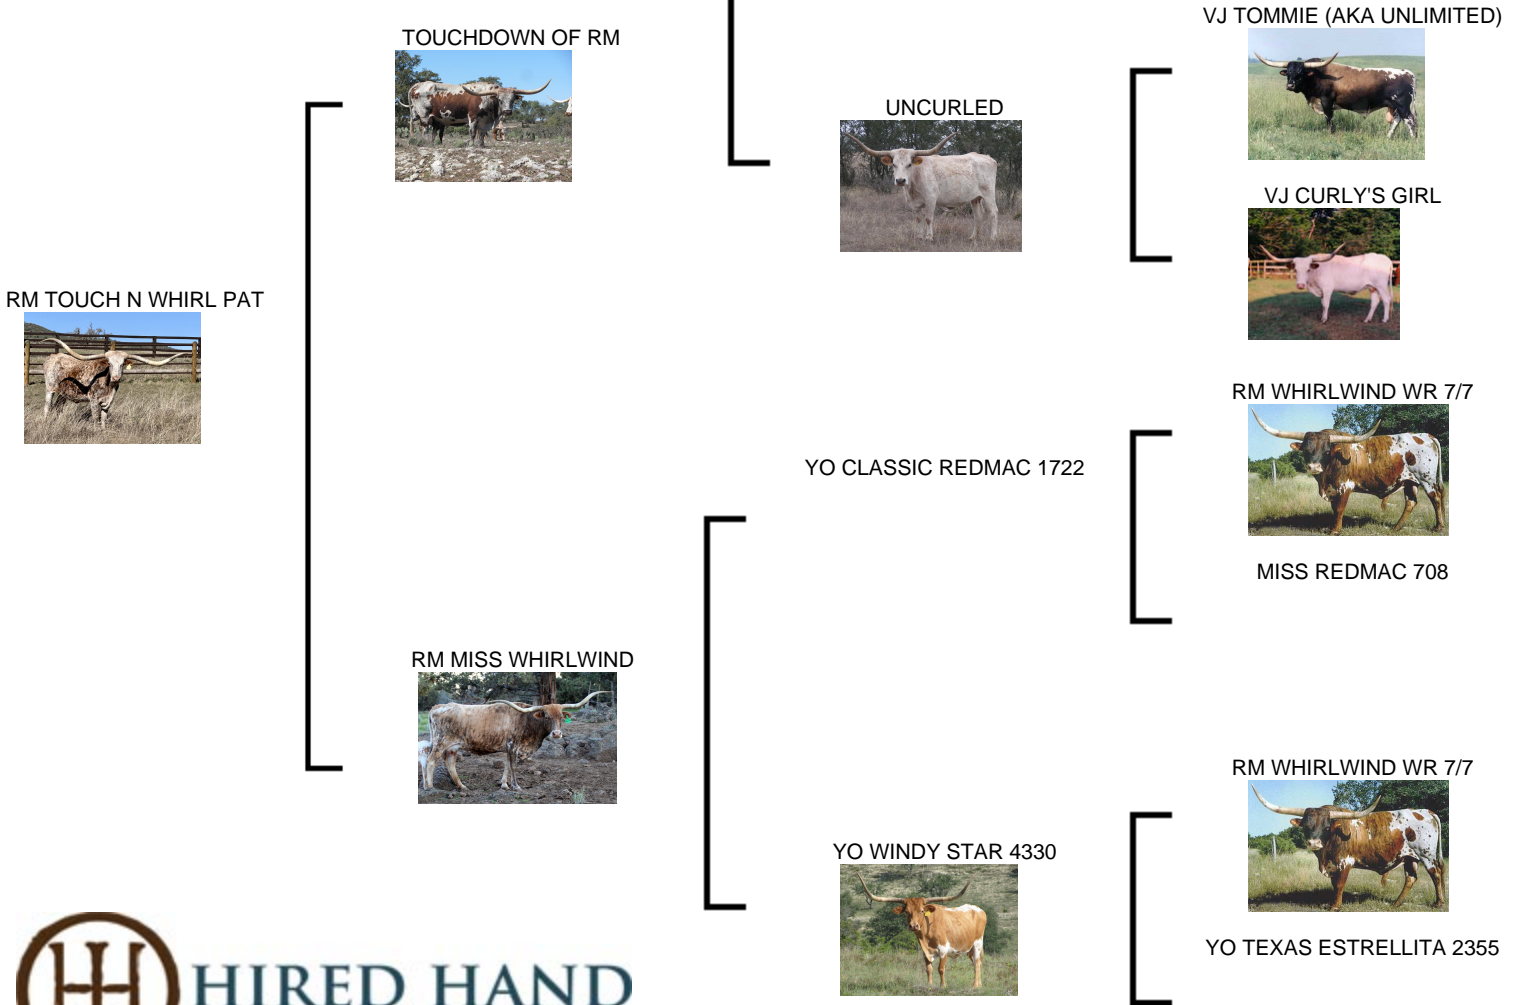 VJ TOMMIE (AKA UNLIMITED)
TOUCHDOWN OF RM
UNCURLED
VJ CURLY'S GIRL
RM TOUCH N WHIRL PAT
RM WHIRLWIND WR 7/7
YO CLASSIC REDMAC 1722
MISS REDMAC 708
RM MISS WHIRLWIND
RM WHIRLWIND WR 7/7
YO WINDY STAR 4330
YO TEXAS ESTRELLITA 2355
HIRED HAND